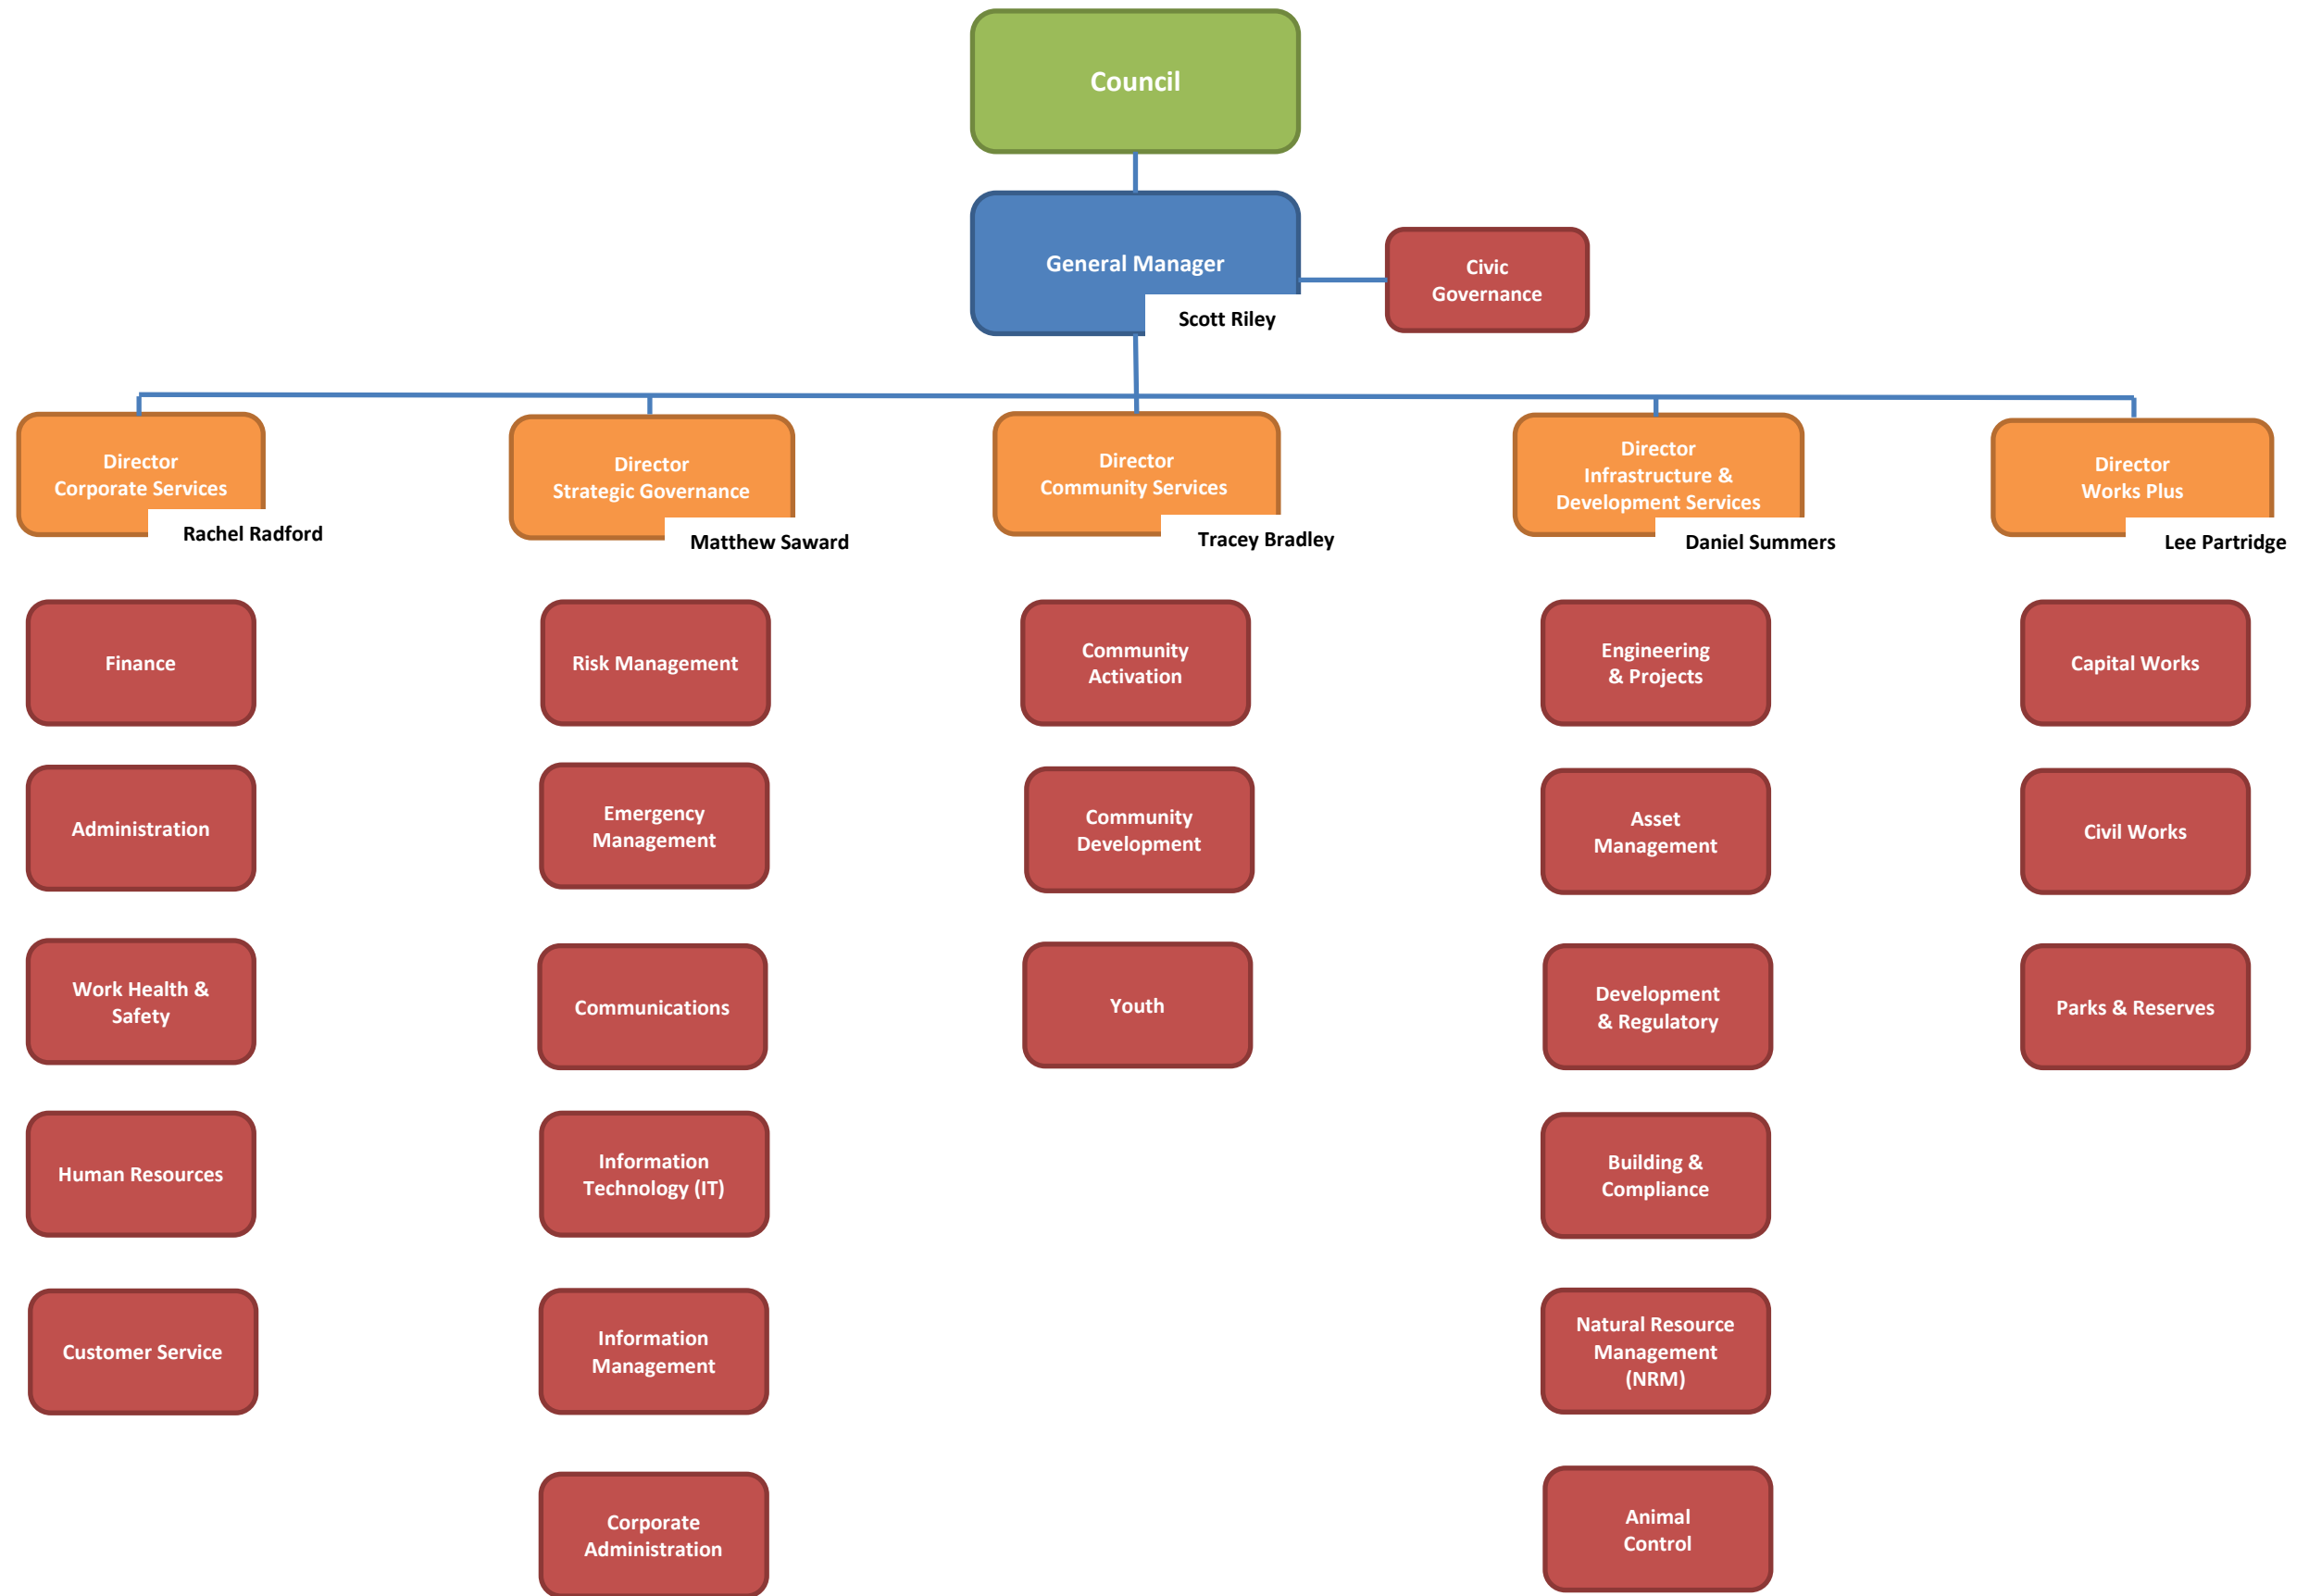 Council
General Manager
Scott Riley
Civic
Governance
Director
Corporate Services
Rachel Radford
Director
Strategic Governance
Matthew Saward
Director
Community Services
Tracey Bradley
Director
Infrastructure &
Development Services
Daniel Summers
Director
Works Plus
Lee Partridge
Finance
Administration
Work Health &
Safety
Human Resources
Customer Service
Risk Management
Emergency
Management
Communications
Information
Technology (IT)
Information
Management
Corporate
Administration
Community
Activation
Community
Development
Youth
Engineering
& Projects
Asset
Management
Development
& Regulatory
Building &
Compliance
Natural Resource
Management
(NRM)
Animal
Control
Capital Works
Civil Works
Parks & Reserves